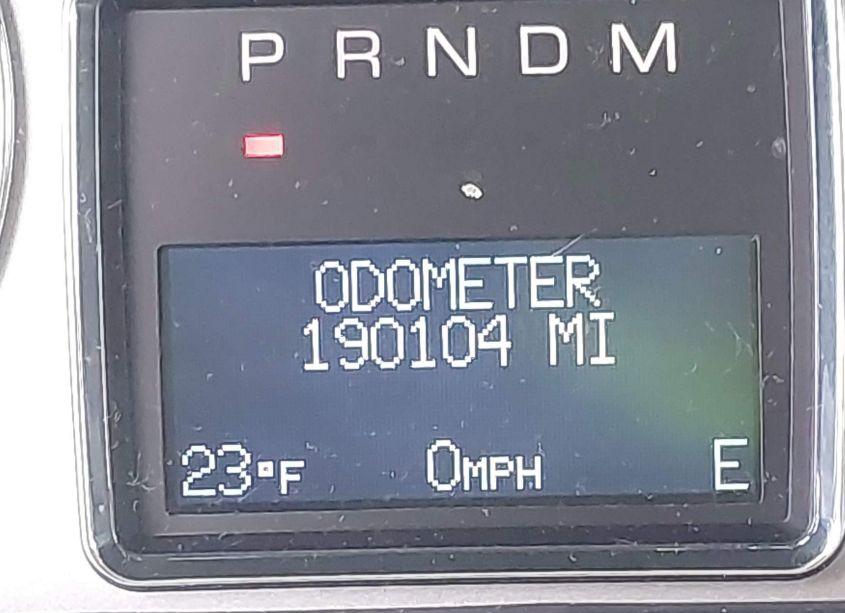 P R N D M
ODOMETER
190104 MI
23°F 0MPH E